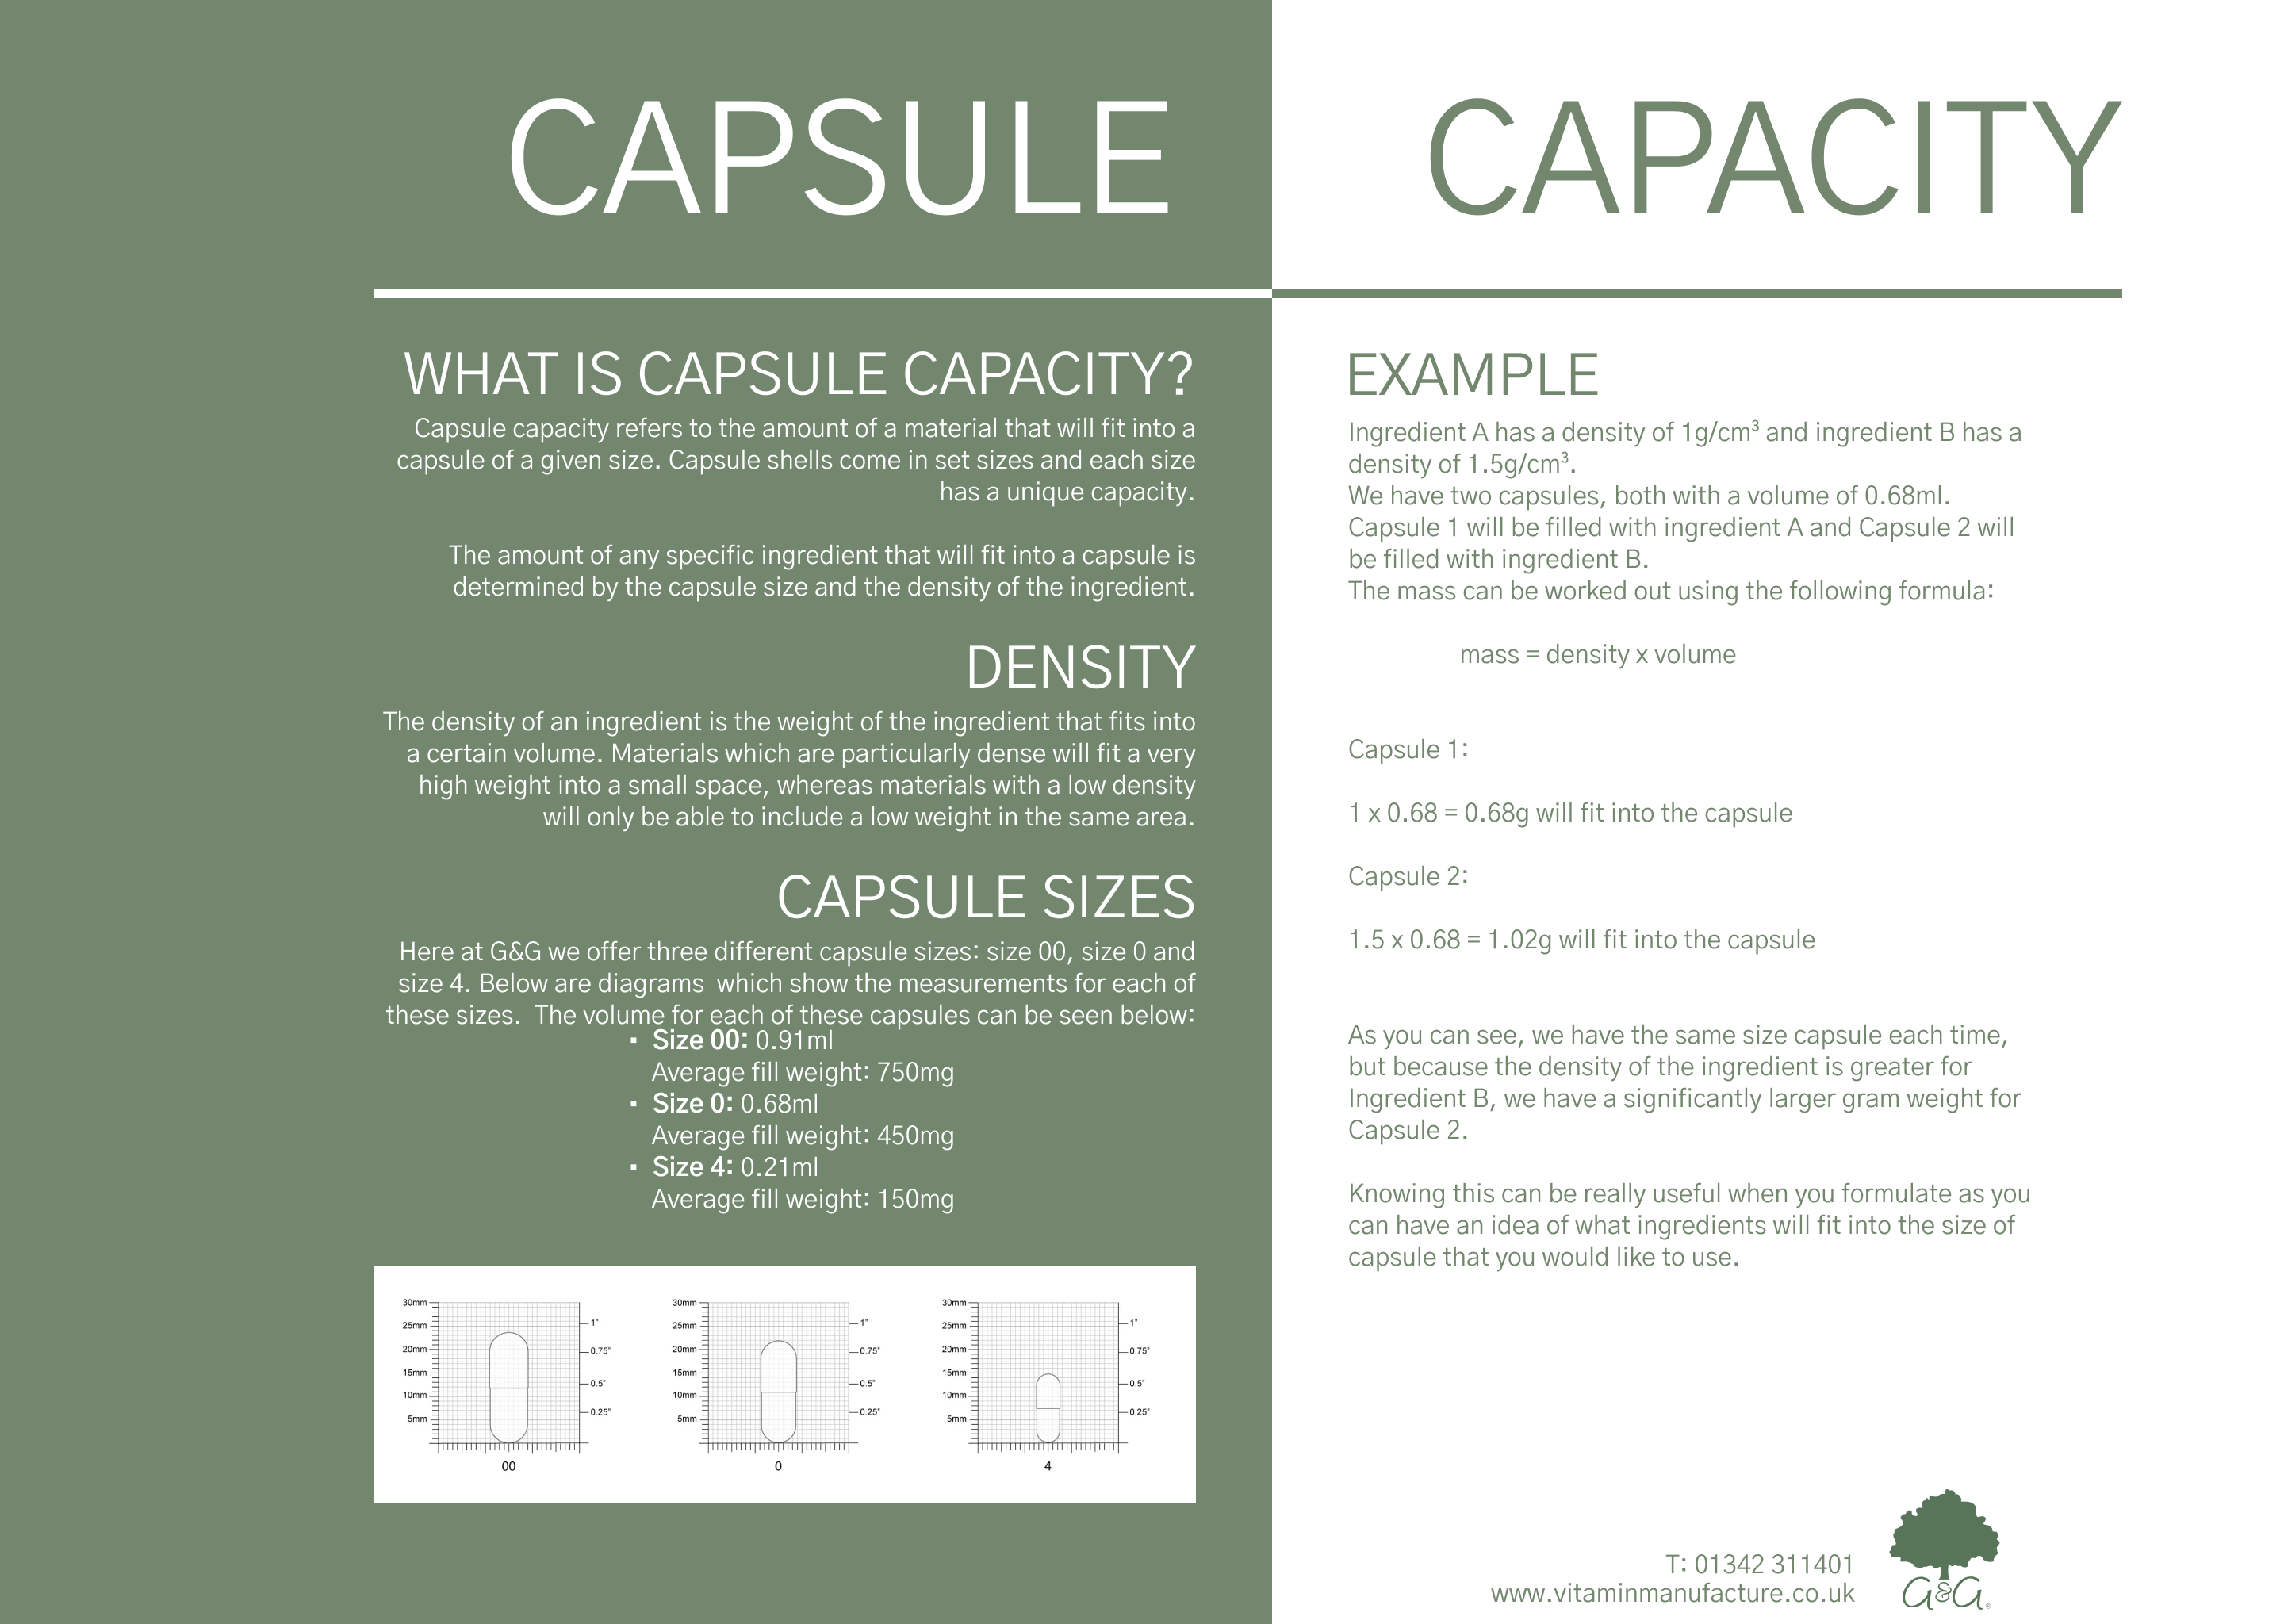 CAPSULE CAPACITY
WHAT IS CAPSULE CAPACITY?
Capsule capacity refers to the amount of a material that will fit into a
capsule of a given size. Capsule shells come in set sizes and each size
has a unique capacity.
The amount of any specific ingredient that will fit into a capsule is
determined by the capsule size and the density of the ingredient.
DENSITY
The density of an ingredient is the weight of the ingredient that fits into
a certain volume. Materials which are particularly dense will fit a very
high weight into a small space, whereas materials with a low density
will only be able to include a low weight in the same area.
CAPSULE SIZES
Here at G&G we offer three different capsule sizes: size 00, size 0 and
size 4. Below are diagrams  which show the measurements for each of
these sizes.  The volume for each of these capsules can be seen below:
▪ Size 00: 0.91ml
Average fill weight: 750mg
▪ Size 0: 0.68ml
Average fill weight: 450mg
▪ Size 4: 0.21ml
Average fill weight: 150mg
30mm
25mm
20mm
15mm
10mm
5mm
1"
0.75"
0.5"
0.25"
00
30mm
25mm
20mm
15mm
10mm
5mm
1"
0.75"
0.5"
0.25"
0
30mm
25mm
20mm
15mm
10mm
5mm
1"
0.75"
0.5"
0.25"
4
EXAMPLE
Ingredient A has a density of 1g/cm³ and ingredient B has a
density of 1.5g/cm³.
We have two capsules, both with a volume of 0.68ml.
Capsule 1 will be filled with ingredient A and Capsule 2 will
be filled with ingredient B.
The mass can be worked out using the following formula:
mass = density x volume
Capsule 1:
1 x 0.68 = 0.68g will fit into the capsule
Capsule 2:
1.5 x 0.68 = 1.02g will fit into the capsule
As you can see, we have the same size capsule each time,
but because the density of the ingredient is greater for
Ingredient B, we have a significantly larger gram weight for
Capsule 2.
Knowing this can be really useful when you formulate as you
can have an idea of what ingredients will fit into the size of
capsule that you would like to use.
T: 01342 311401
www.vitaminmanufacture.co.uk
G&G®